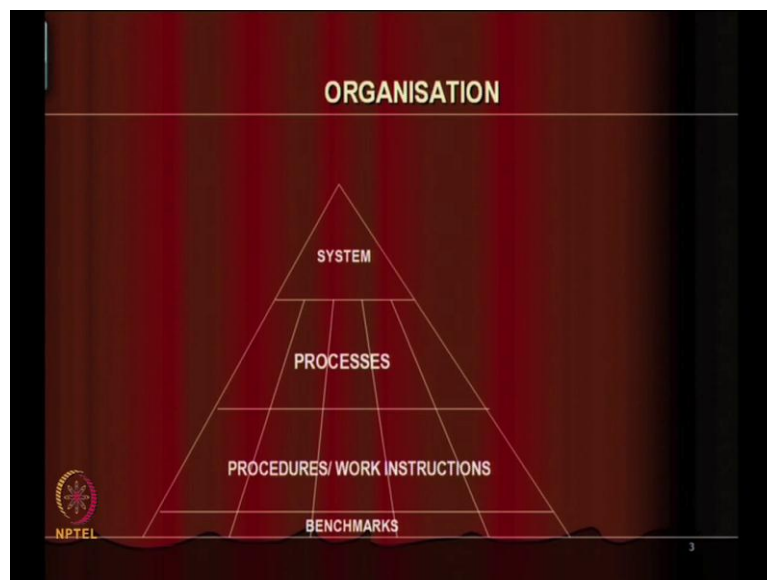 ORGANISATION
SYSTEM
PROCESSES
PROCEDURES/ WORK INSTRUCTIONS
BENCHMARKS
NPTEL
3